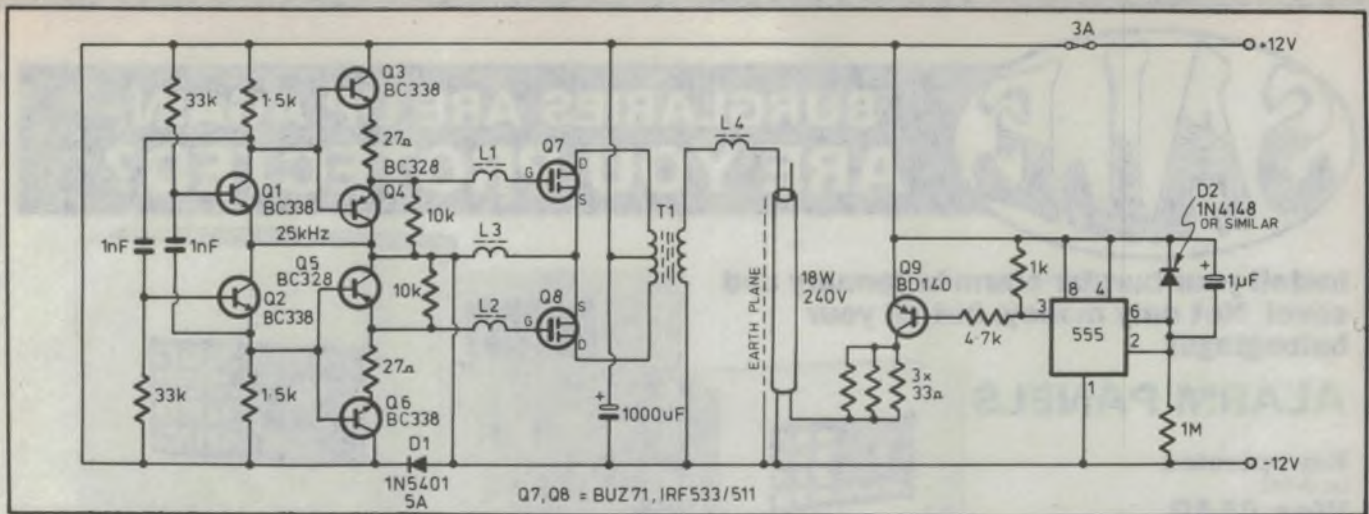 3A
+12V
33k
1·5k
Q3
BC338
27Ω
BC328
Q4
L1
Q7
D
G
S
L4
Q1
BC338
10k
T1
D2
1N4148
OR SIMILAR
1nF
1nF
25kHz
L3
Q5
BC328
10k
Q2
BC338
L2
G
Q8
S
D
EARTH PLANE
18W
240V
Q9
BD140
1k
3
8
4
6
2
1µF
4·7k
555
1
33k
1·5k
27Ω
Q6
BC338
1000uF
3x
33Ω
1M
D1
1N5401
5A
-12V
Q7,Q8 = BUZ71, IRF533/511